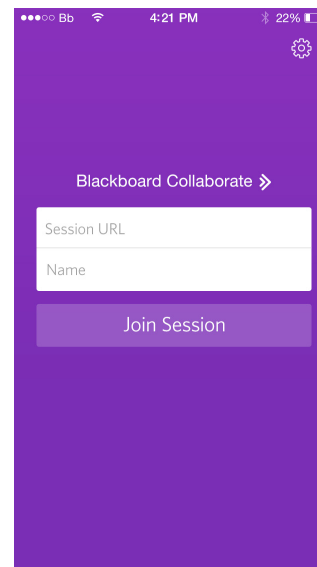 Bb 4:21 PM 22%
Blackboard Collaborate
Session URL
Name
Join Session